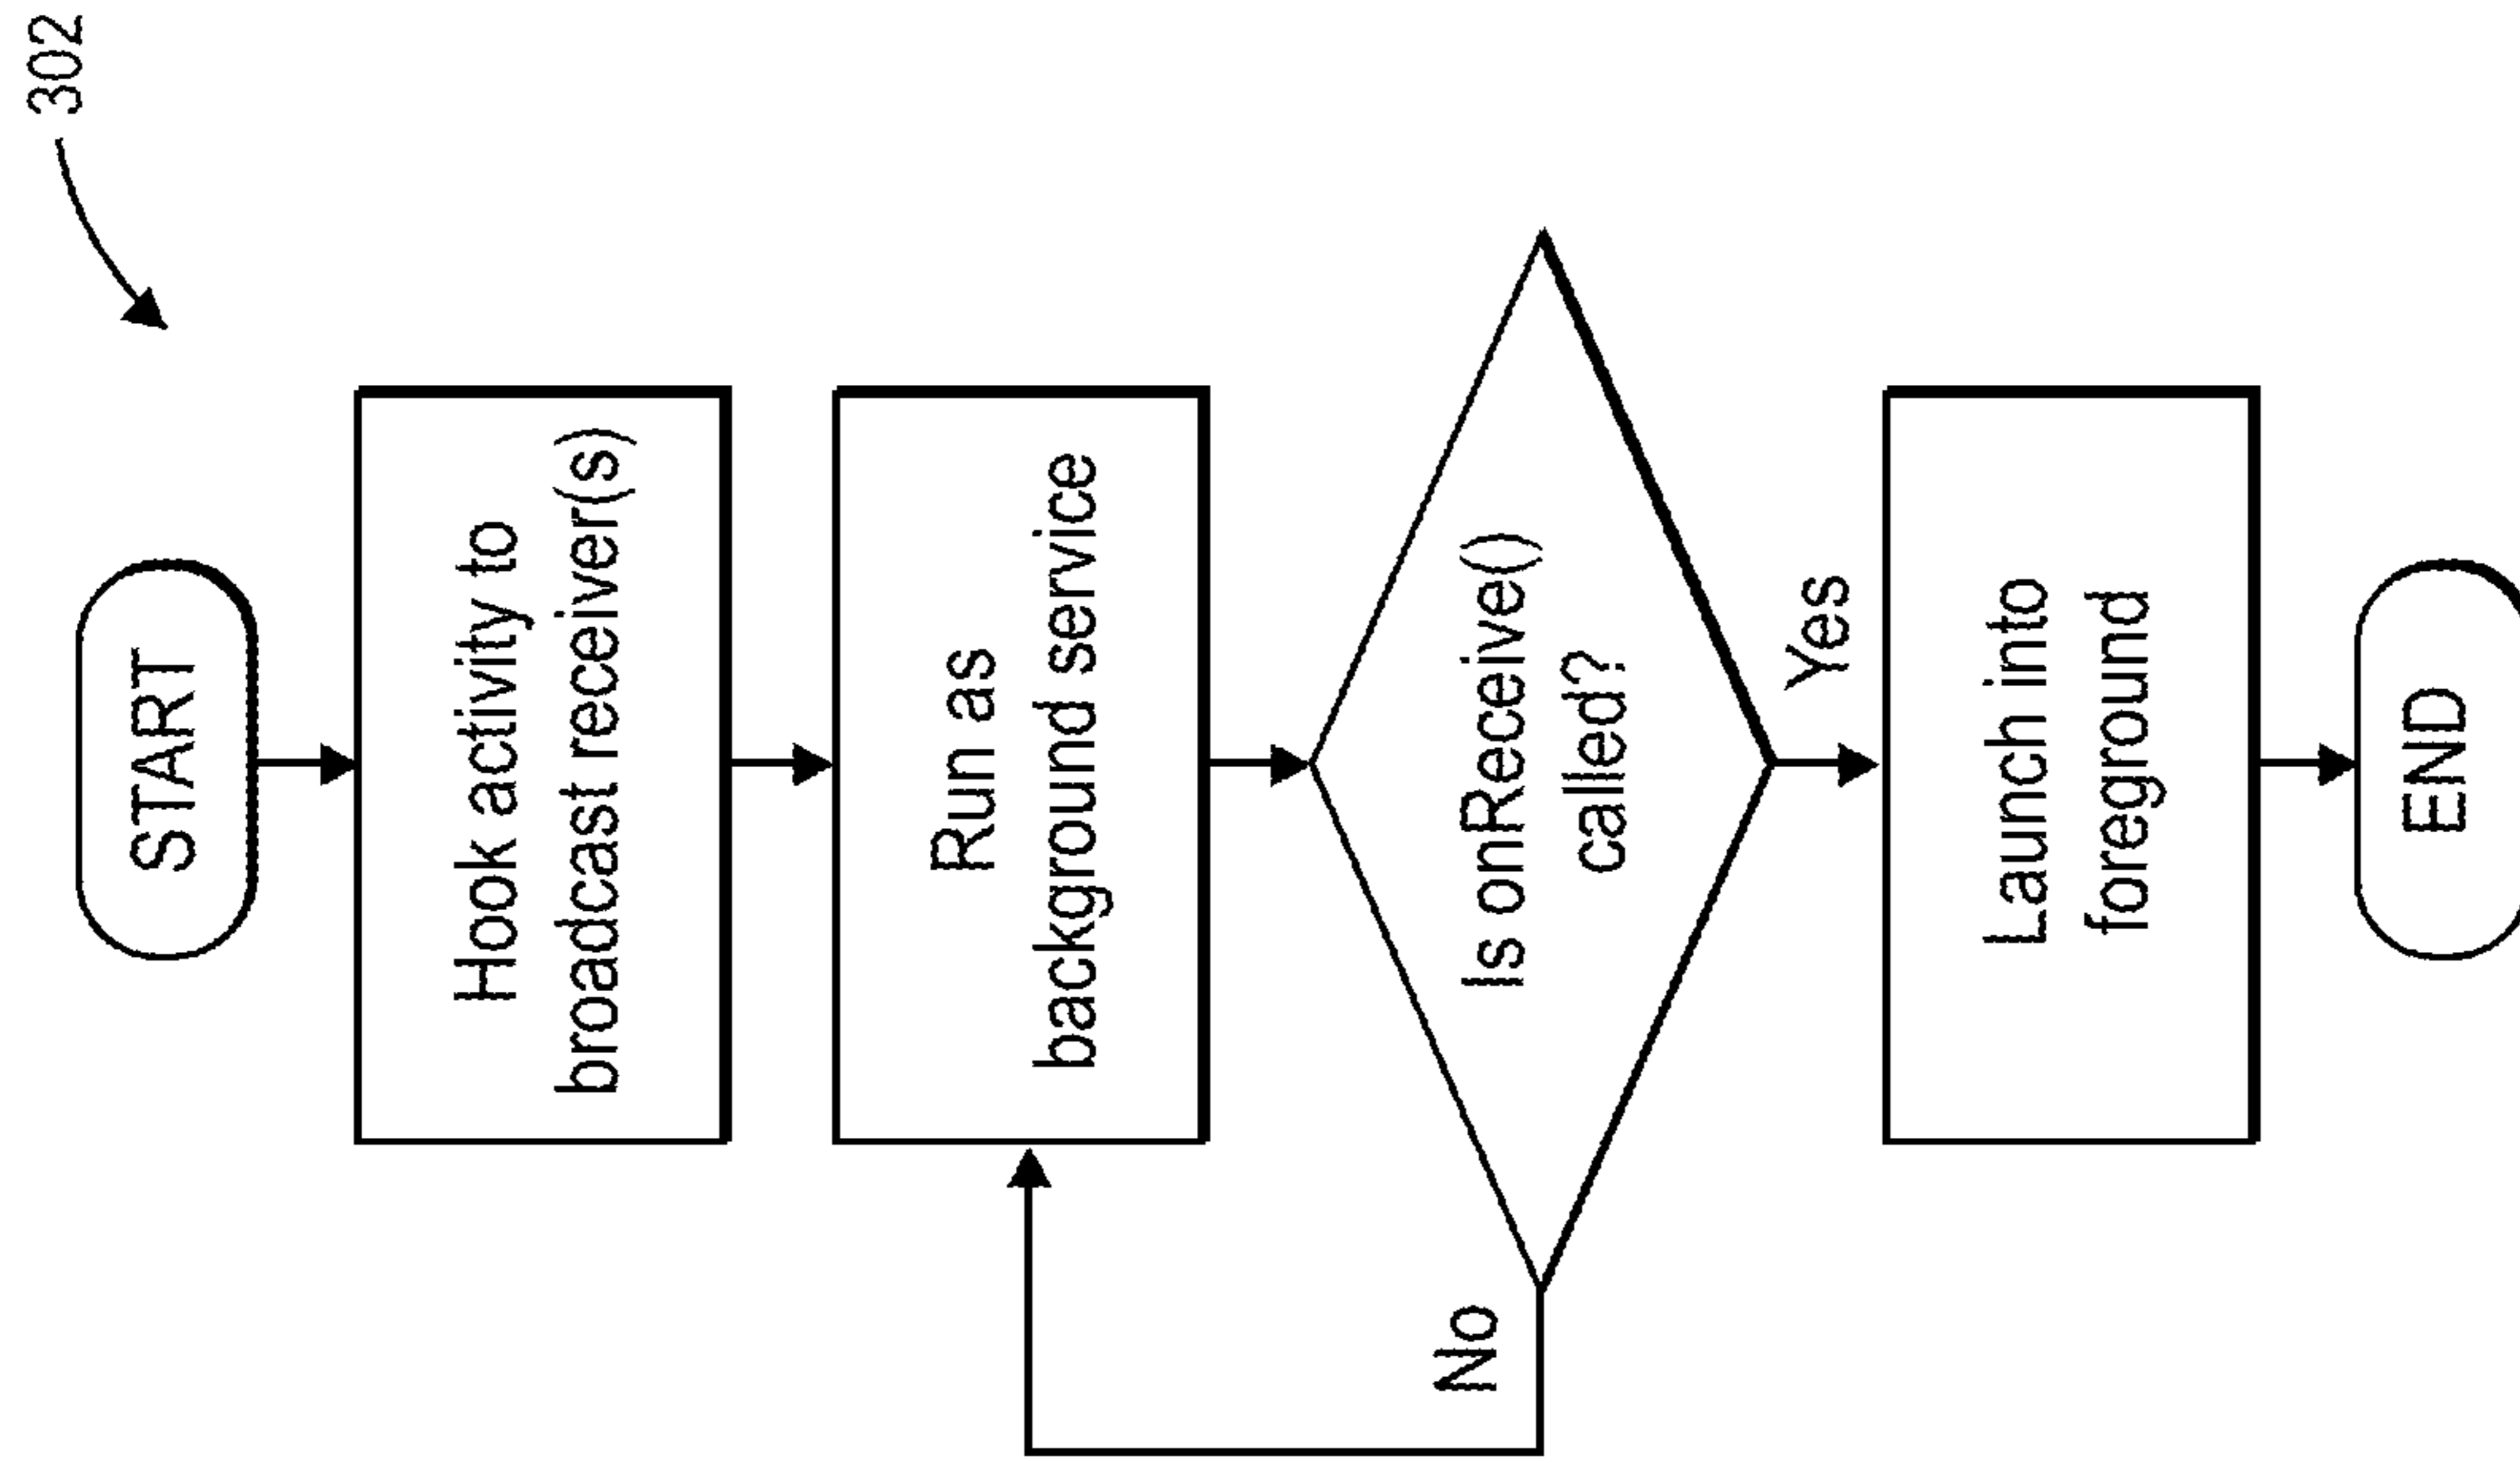 302
START
Hook activity to
broadcast receiver(s)
Run as
background service
Is onReceive()
called?
No
Yes
Launch into
foreground
END